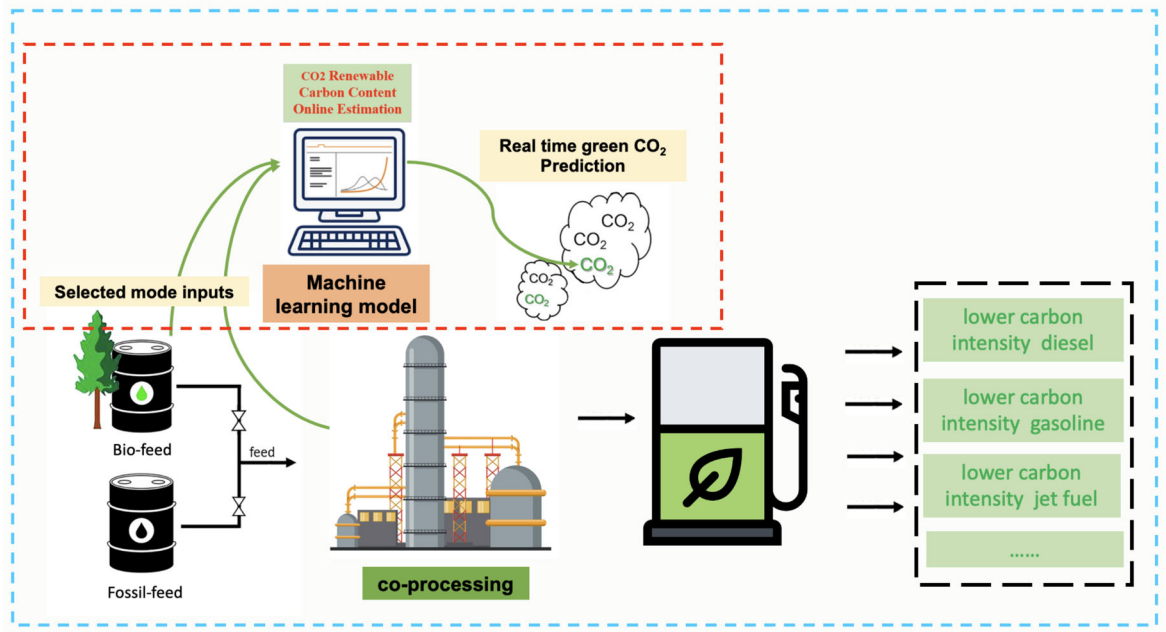 CO2 Renewable
Carbon Content
Online Estimation
Real time green CO₂
Prediction
CO₂
CO₂
CO₂
CO₂
CO₂
Selected mode inputs
Machine
learning model
Bio-feed
feed
Fossil-feed
co-processing
lower carbon
intensity diesel
lower carbon
intensity gasoline
lower carbon
intensity jet fuel
......